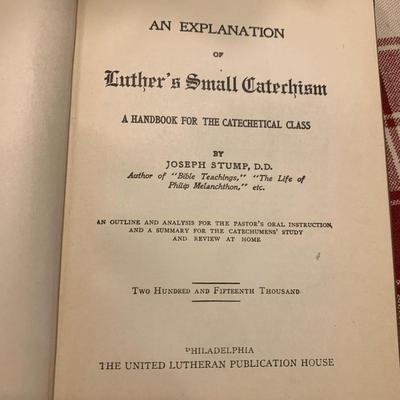 AN EXPLANATION
OF
Luther's Small Catechism
A HANDBOOK FOR THE CATECHETICAL CLASS
BY
JOSEPH STUMP, D.D.
Author of "Bible Teachings," "The Life of
Philip Melanchthon," etc.
AN OUTLINE AND ANALYSIS FOR THE PASTOR'S ORAL INSTRUCTION,
AND A SUMMARY FOR THE CATECHUMENS' STUDY
AND REVIEW AT HOME
TWO HUNDRED AND FIFTEENTH THOUSAND
PHILADELPHIA
THE UNITED LUTHERAN PUBLICATION HOUSE